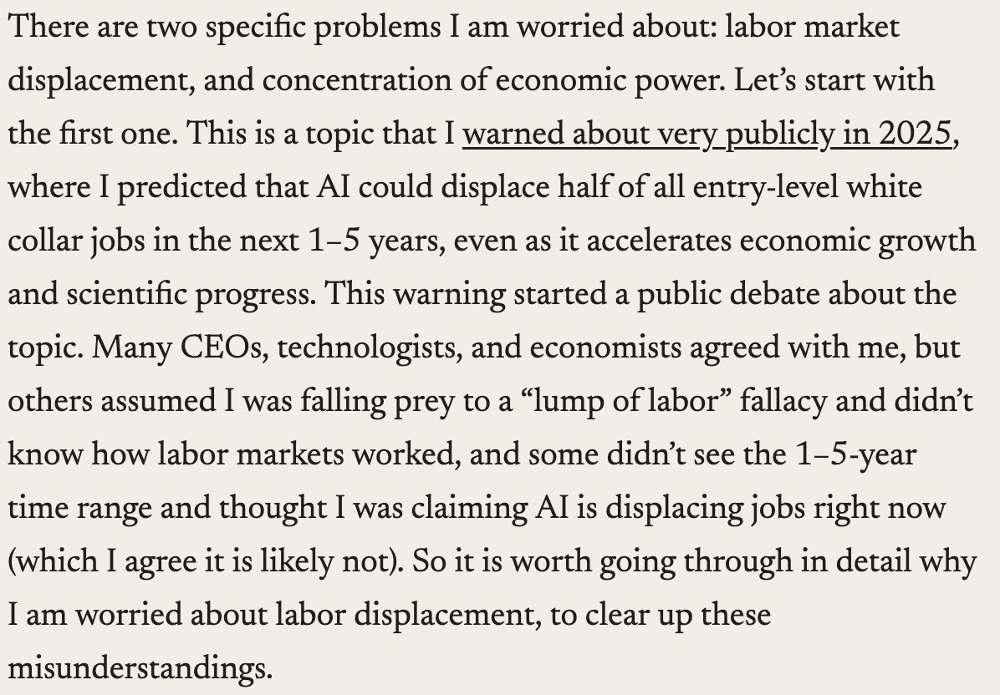 There are two specific problems I am worried about: labor market
displacement, and concentration of economic power. Let’s start with
the first one. This is a topic that I warned about very publicly in 2025,
where I predicted that AI could displace half of all entry-level white
collar jobs in the next 1–5 years, even as it accelerates economic growth
and scientific progress. This warning started a public debate about the
topic. Many CEOs, technologists, and economists agreed with me, but
others assumed I was falling prey to a “lump of labor” fallacy and didn’t
know how labor markets worked, and some didn’t see the 1–5-year
time range and thought I was claiming AI is displacing jobs right now
(which I agree it is likely not). So it is worth going through in detail why
I am worried about labor displacement, to clear up these
misunderstandings.